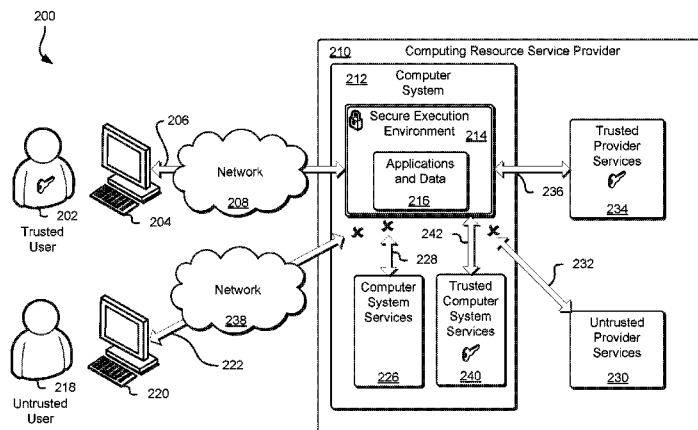 200
210 Computing Resource Service Provider
212 Computer
System
Secure Execution
Environment 214
Applications
and Data
216
206
Network
208
202
Trusted
User
204
236
Trusted
Provider
Services
234
242
228
232
Network
238
222
218
Untrusted
User
220
Computer
System
Services
226
Trusted
Computer
System
Services
240
Untrusted
Provider
Services
230